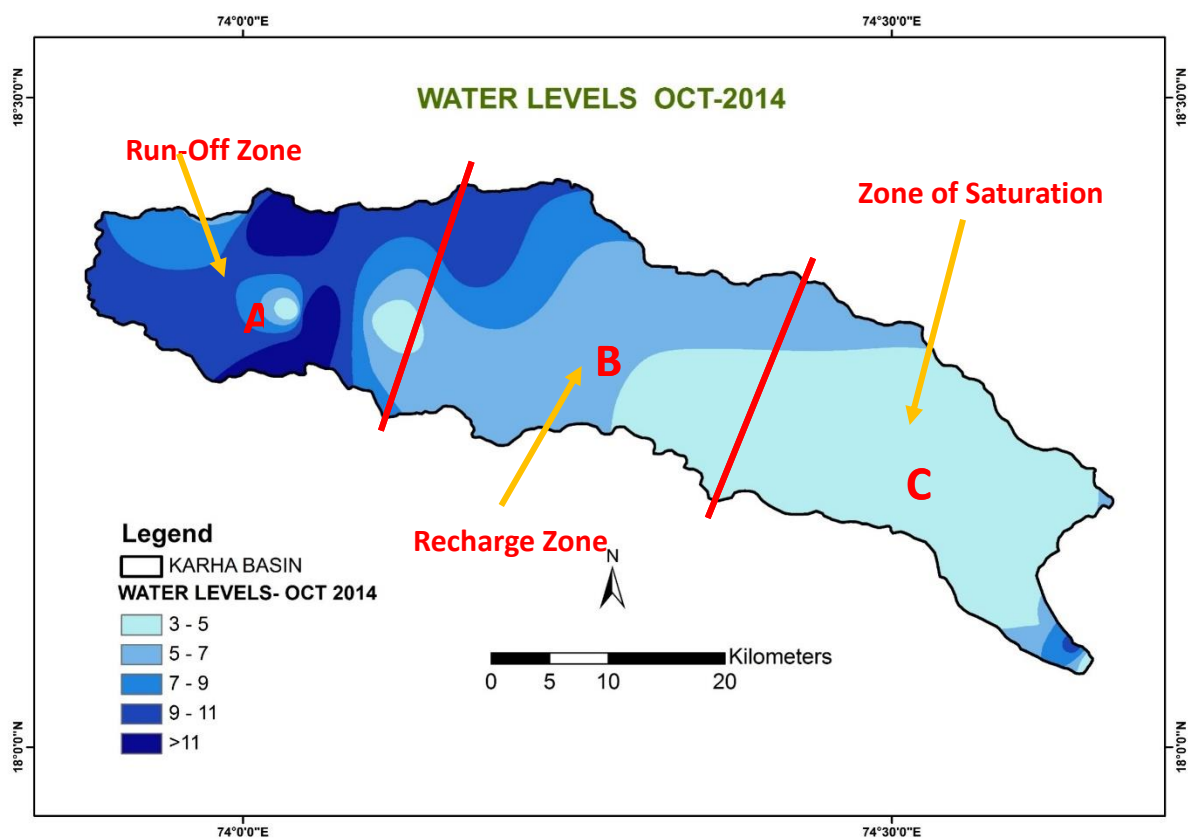 74°0'0"E
74°30'0"E
18°30'0"N
18°30'0"N
WATER LEVELS OCT-2014
Run-Off Zone
Zone of Saturation
A
B
C
Recharge Zone
N
Legend
KARHA BASIN
WATER LEVELS- OCT 2014
3 - 5
5 - 7
7 - 9
9 - 11
>11
Kilometers
0 5 10 20
18°0'0"N
18°0'0"N
74°0'0"E
74°30'0"E